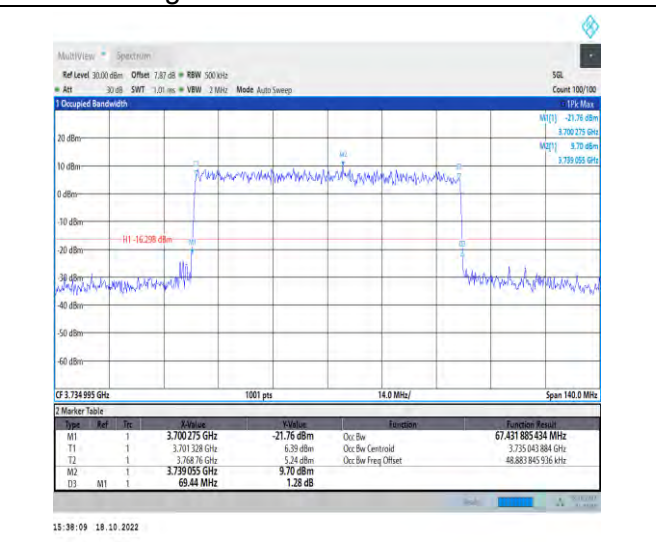 MultiView Spectrum
Ref Level 30.00 dBm Offset 7.87 dB RBW 500 kHz SGL
Att 30 dB SWT 1.01 ms VBW 2 MHz Mode Auto Sweep Count 100/100
1 Occupied Bandwidth 1Pk Max
M1[1] -21.76 dBm
3.700 275 GHz
20 dBm
M2[1] 9.70 dBm
3.739 055 GHz
M2
10 dBm
0 dBm
-10 dBm
H1 -16.298 dBm
M1
D3
-20 dBm
-30 dBm
-40 dBm
-50 dBm
-60 dBm
CF 3.734 995 GHz 1001 pts 14.0 MHz/ Span 140.0 MHz
2 Marker Table
Type Ref Trc X-Value Y-Value Function Function Result
M1 1 3.700 275 GHz -21.76 dBm Occ Bw 67.431 885 434 MHz
T1 1 3.701 328 GHz 6.39 dBm Occ Bw Centroid 3.735 043 884 GHz
T2 1 3.768 76 GHz 5.24 dBm Occ Bw Freq Offset 48.883 845 936 kHz
M2 1 3.739 055 GHz 9.70 dBm
D3 M1 1 69.44 MHz 1.28 dB
15:38:09 18.10.2022